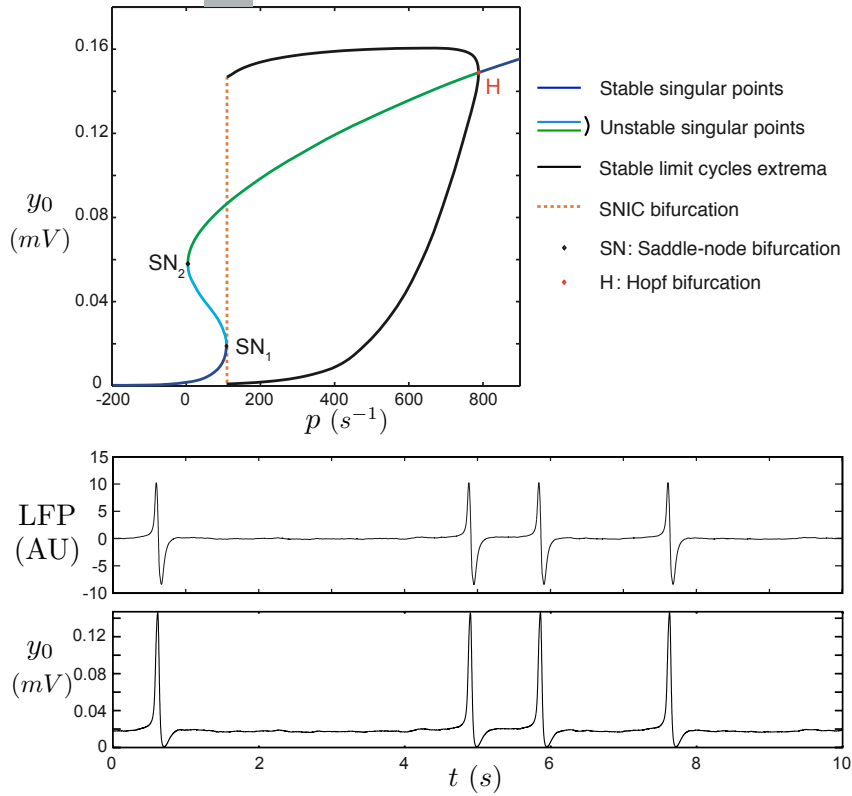 0.16
0.12
0.08
0.04
0
y₀
(mV)
SN₂
SN₁
H
-200 0 200 400 600 800
p (s⁻¹)
Stable singular points
Unstable singular points
Stable limit cycles extrema
SNIC bifurcation
SN: Saddle-node bifurcation
H: Hopf bifurcation
LFP
(AU)
15
10
5
0
-5
-10
y₀
(mV)
0.12
0.08
0.04
0
0 2 4 6 8 10
t (s)